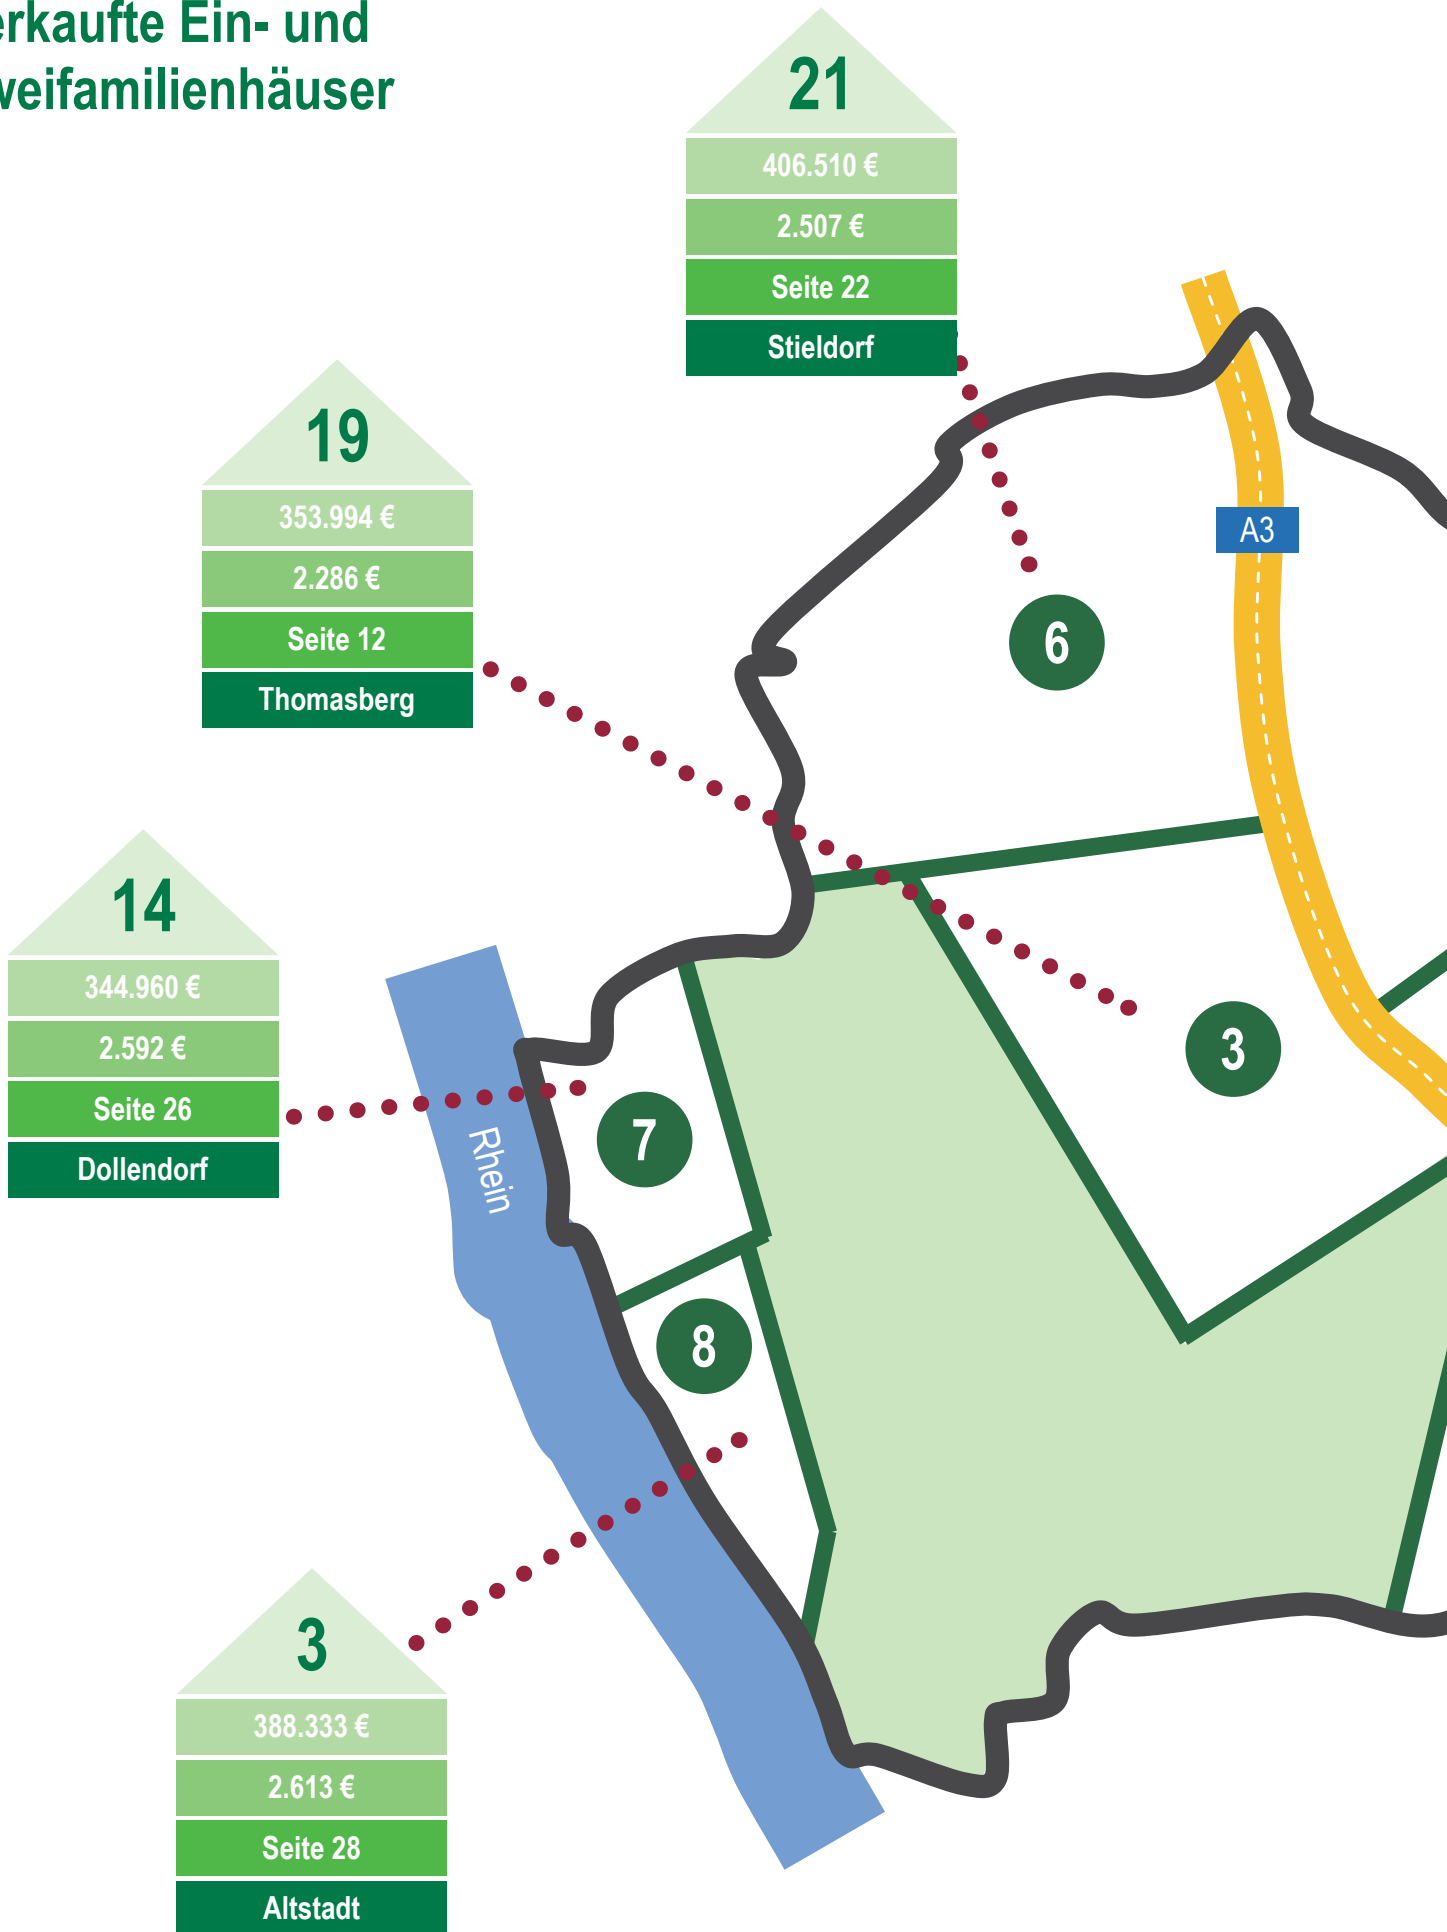 erkaufte Ein- und
weifamilienhäuser
21
406.510 €
2.507 €
Seite 22
Stieldorf
19
353.994 €
2.286 €
Seite 12
Thomasberg
A3
6
14
344.960 €
2.592 €
Seite 26
Dollendorf
3
7
Rhein
8
3
388.333 €
2.613 €
Seite 28
Altstadt